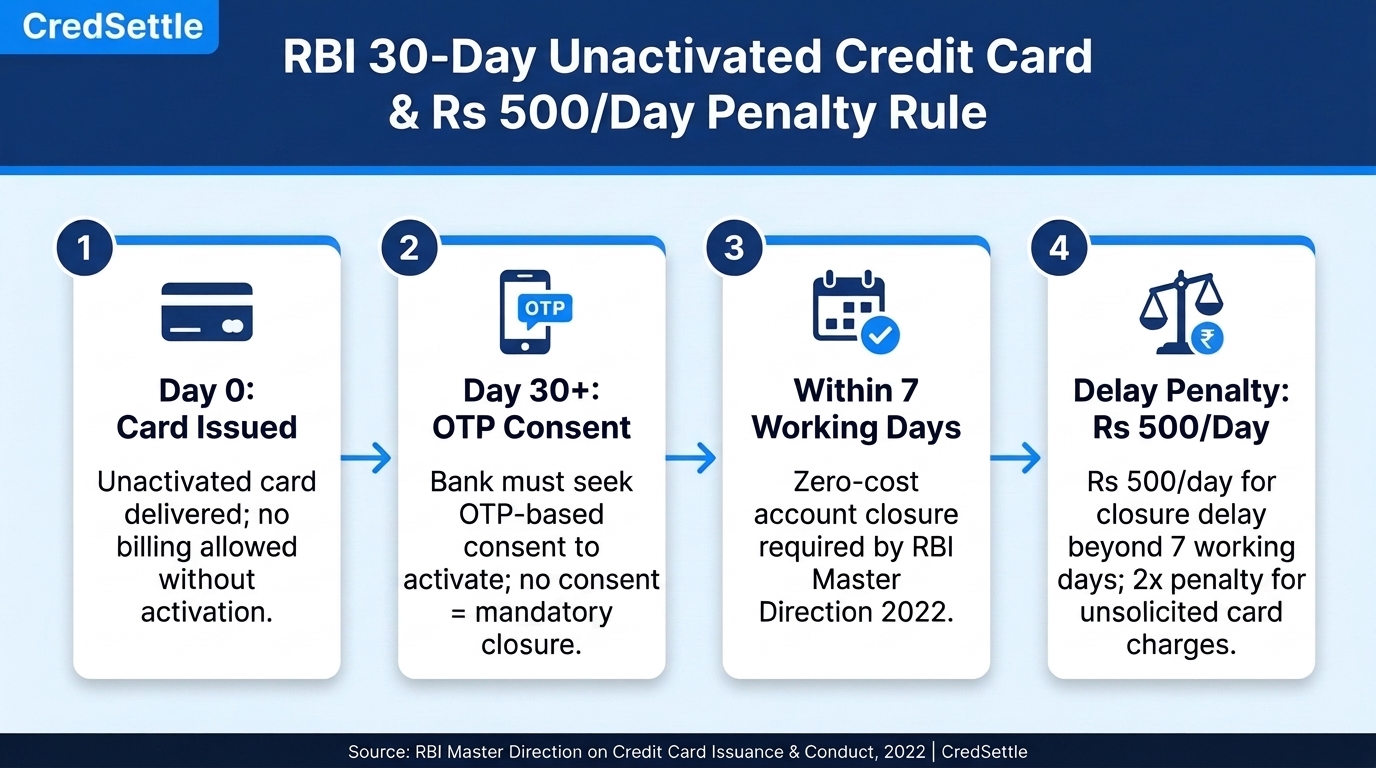 CredSettle
RBI 30-Day Unactivated Credit Card
& Rs 500/Day Penalty Rule
1
Day 0:
Card Issued
Unactivated card
delivered; no
billing allowed
without
activation.
2
OTP
Day 30+:
OTP Consent
Bank must seek
OTP-based
consent to
activate; no consent
= mandatory
closure.
3
Within 7
Working Days
Zero-cost
account closure
required by RBI
Master
Direction 2022.
4
₹
Delay Penalty:
Rs 500/Day
Rs 500/day for
closure delay
beyond 7 working
days; 2x penalty for
unsolicited card
charges.
Source: RBI Master Direction on Credit Card Issuance & Conduct, 2022 | CredSettle